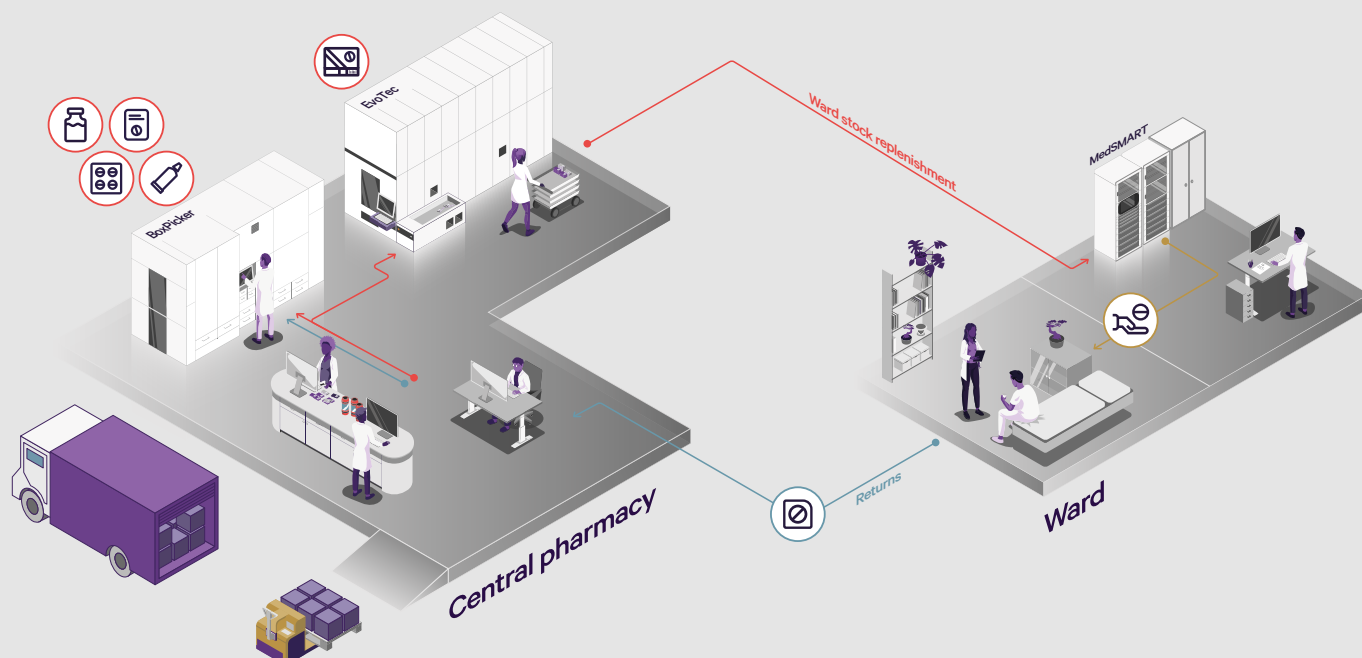 EvoTec
BoxPicker
Ward stock replenishment
MedSMART
Returns
Central pharmacy
Ward